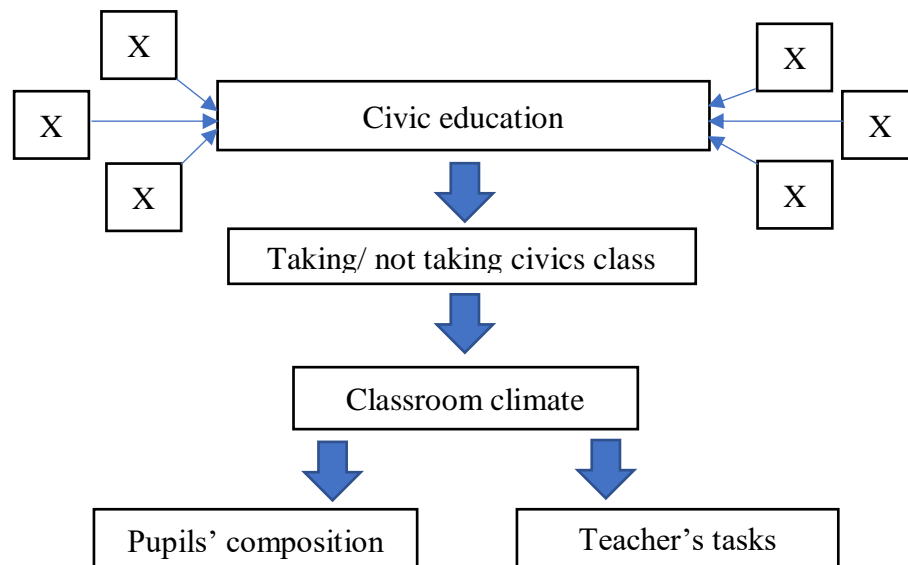 X
X
X
X
X
X
Civic education
Taking/ not taking civics class
Classroom climate
Pupils’ composition
Teacher’s tasks